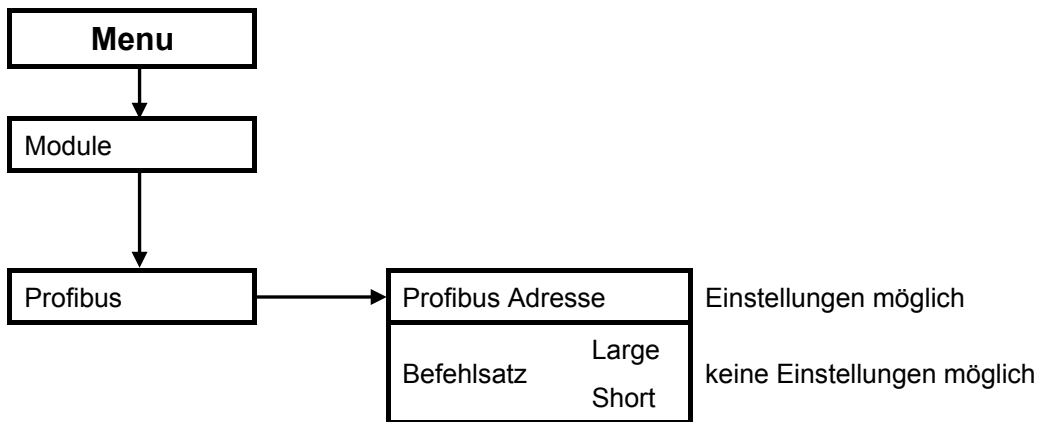 Menu
Module
Profibus
Profibus Adresse
Einstellungen möglich
Befehlsatz
Large
Short
keine Einstellungen möglich